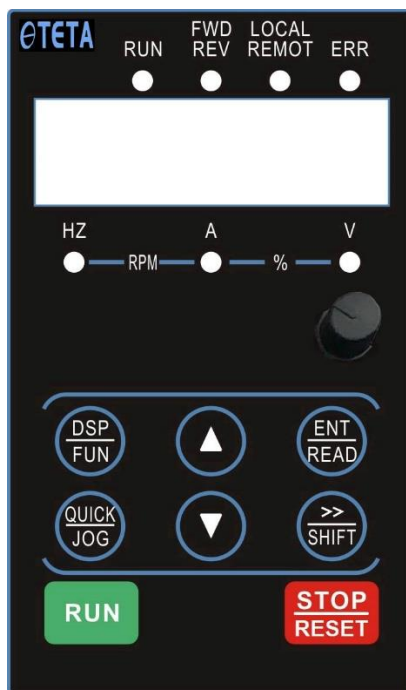 θTETA
RUN
FWD
REV
LOCAL
REMOT
ERR
HZ
A
V
RPM
%
DSP
FUN
ENT
READ
QUICK
JOG
>>
SHIFT
RUN
STOP
RESET